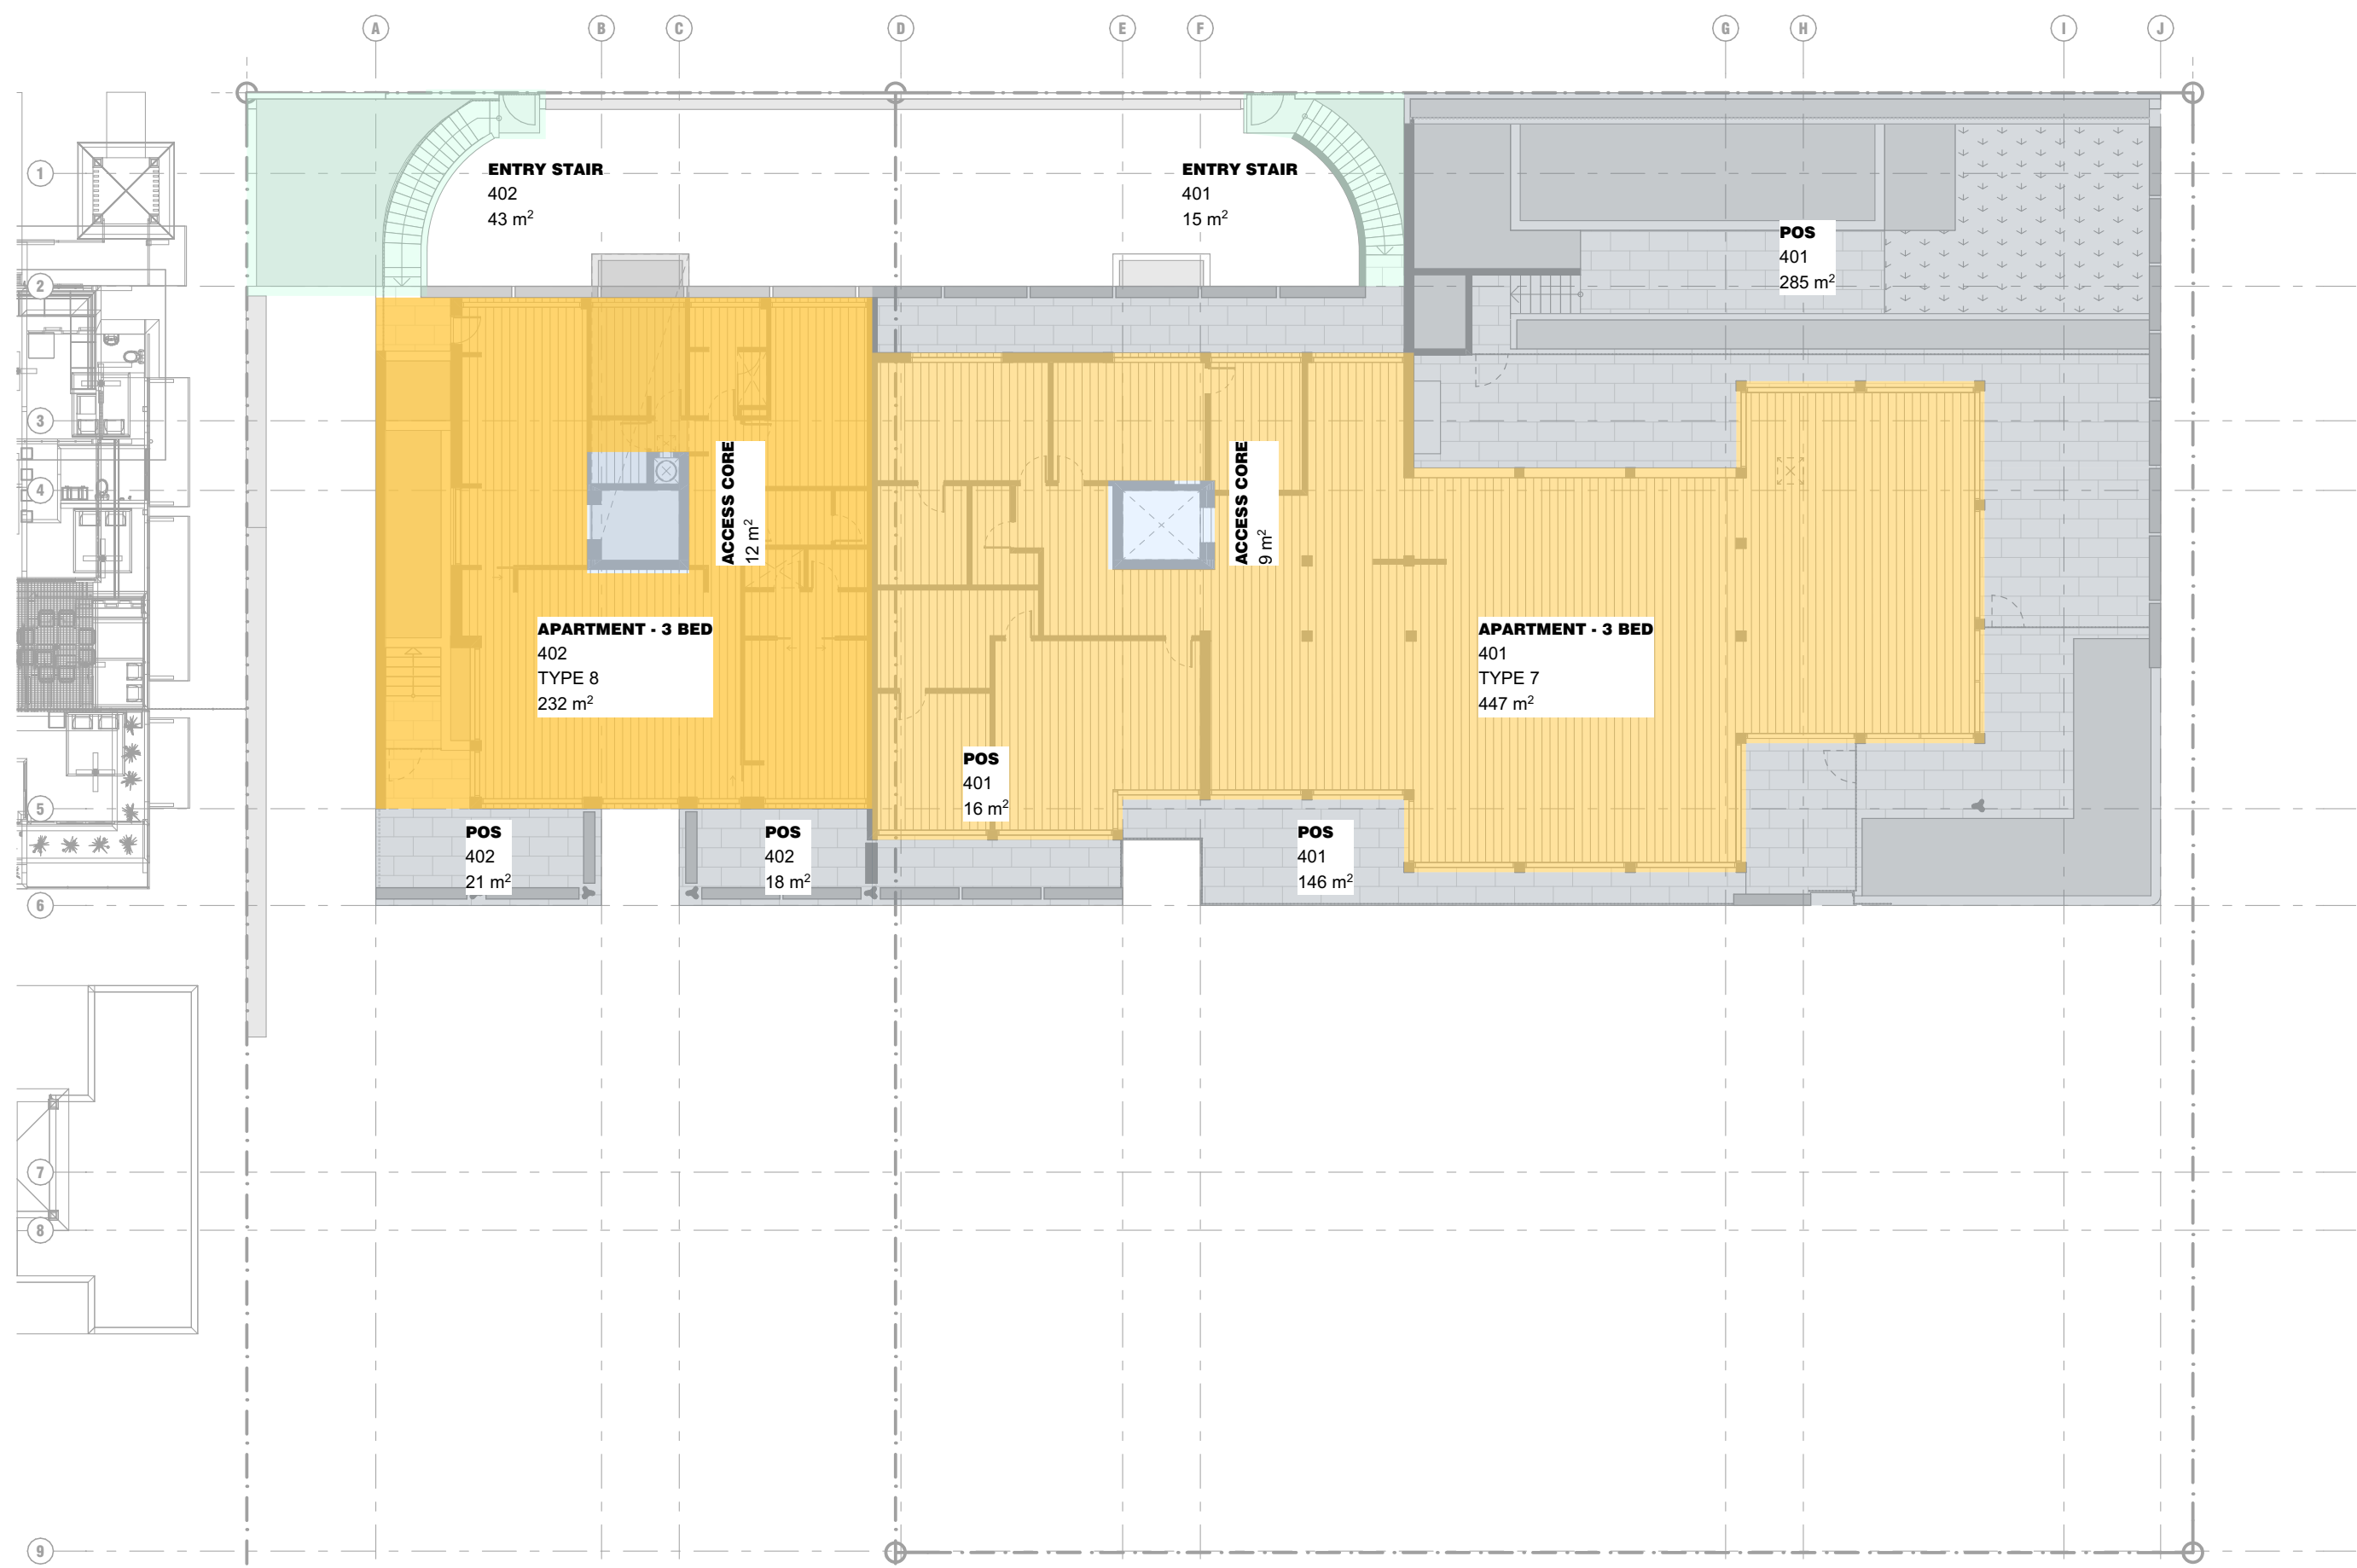 A
B
C
D
E
F
G
H
I
J
1
2
3
4
5
6
7
8
9
ENTRY STAIR
402
43 m²
ENTRY STAIR
401
15 m²
POS
401
285 m²
ACCESS CORE
12 m²
ACCESS CORE
9 m²
APARTMENT - 3 BED
402
TYPE 8
232 m²
APARTMENT - 3 BED
401
TYPE 7
447 m²
POS
401
16 m²
POS
402
21 m²
POS
402
18 m²
POS
401
146 m²